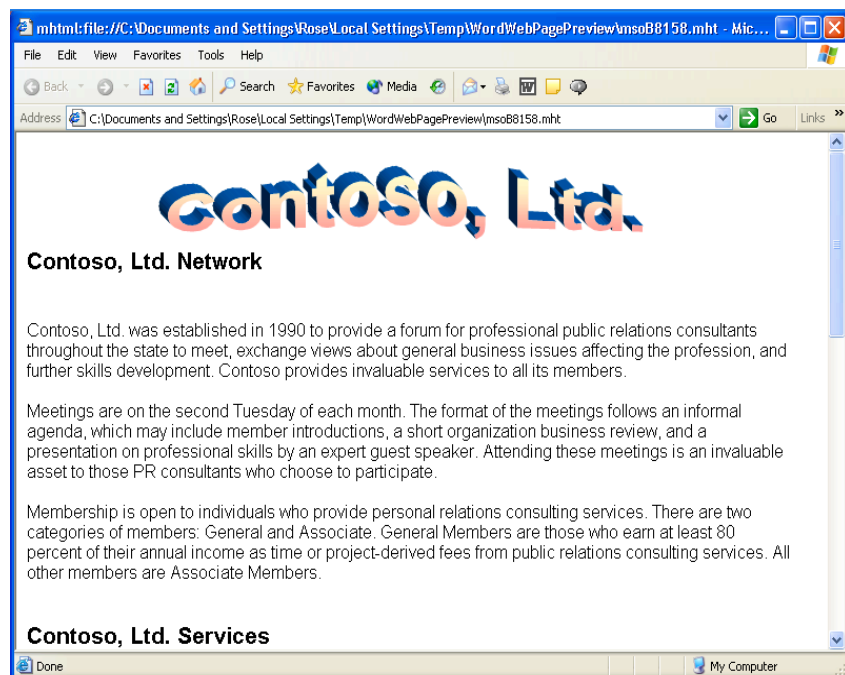 mhtml:file://C:\Documents and Settings\Rose\Local Settings\Temp\WordWebPagePreview\msoB8158.mht - Mic...
File Edit View Favorites Tools Help
Back Search Favorites Media
Address C:\Documents and Settings\Rose\Local Settings\Temp\WordWebPagePreview\msoB8158.mht Go Links »
Contoso, Ltd.
Contoso, Ltd. Network
Contoso, Ltd. was established in 1990 to provide a forum for professional public relations consultants
throughout the state to meet, exchange views about general business issues affecting the profession, and
further skills development. Contoso provides invaluable services to all its members.
Meetings are on the second Tuesday of each month. The format of the meetings follows an informal
agenda, which may include member introductions, a short organization business review, and a
presentation on professional skills by an expert guest speaker. Attending these meetings is an invaluable
asset to those PR consultants who choose to participate.
Membership is open to individuals who provide personal relations consulting services. There are two
categories of members: General and Associate. General Members are those who earn at least 80
percent of their annual income as time or project-derived fees from public relations consulting services. All
other members are Associate Members.
Contoso, Ltd. Services
Done My Computer